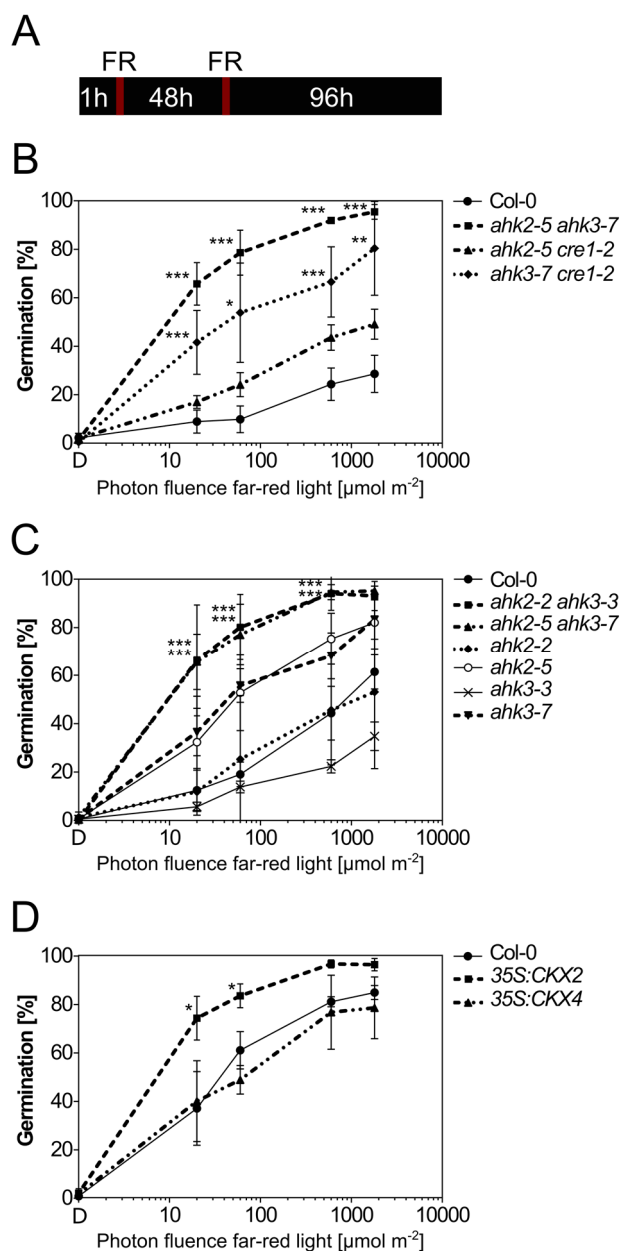 A
FR FR
1h 48h 96h
B
100
80
60
40
20
0
Germination [%]
*** *** *** ***
*** * *** **
D 10 100 1000 10000
Photon fluence far-red light [µmol m-2]
Col-0
ahk2-5 ahk3-7
ahk2-5 cre1-2
ahk3-7 cre1-2
C
100
80
60
40
20
0
Germination [%]
*** *** ***
*** *** ***
D 10 100 1000 10000
Photon fluence far-red light [µmol m-2]
Col-0
ahk2-2 ahk3-3
ahk2-5 ahk3-7
ahk2-2
ahk2-5
ahk3-3
ahk3-7
D
100
80
60
40
20
0
Germination [%]
* *
D 10 100 1000 10000
Photon fluence far-red light [µmol m-2]
Col-0
35S:CKX2
35S:CKX4